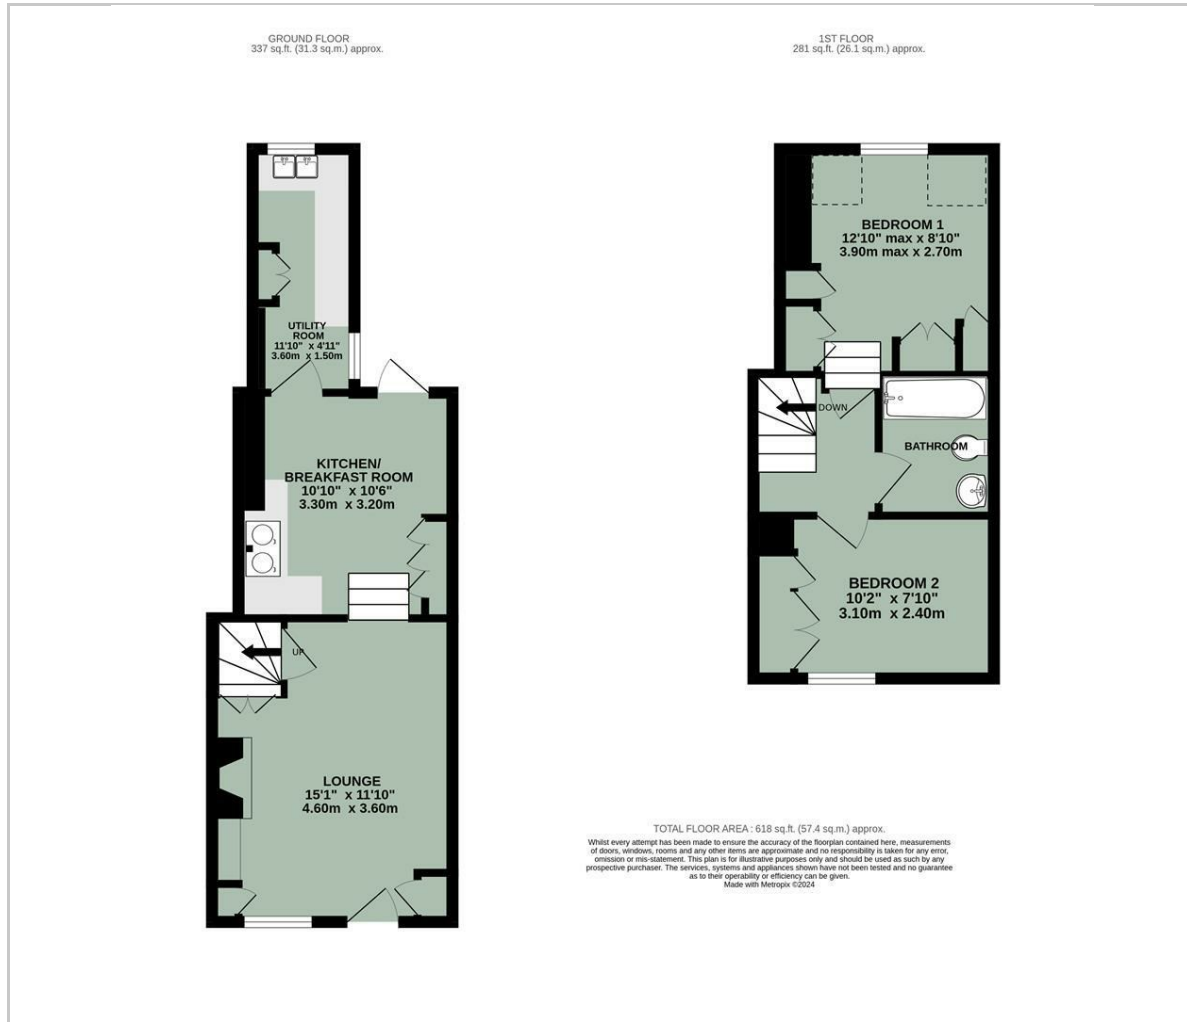 GROUND FLOOR
337 sq.ft. (31.3 sq.m.) approx.
1ST FLOOR
281 sq.ft. (26.1 sq.m.) approx.
UTILITY
ROOM
11'10" x 4'11"
3.60m x 1.50m
KITCHEN/
BREAKFAST ROOM
10'10" x 10'6"
3.30m x 3.20m
UP
LOUNGE
15'1" x 11'10"
4.60m x 3.60m
BEDROOM 1
12'10" max x 8'10"
3.90m max x 2.70m
DOWN
BATHROOM
BEDROOM 2
10'2" x 7'10"
3.10m x 2.40m
TOTAL FLOOR AREA : 618 sq.ft. (57.4 sq.m.) approx.
Whilst every attempt has been made to ensure the accuracy of the floorplan contained here, measurements
of doors, windows, rooms and any other items are approximate and no responsibility is taken for any error,
omission or mis-statement. This plan is for illustrative purposes only and should be used as such by any
prospective purchaser. The services, systems and appliances shown have not been tested and no guarantee
as to their operability or efficiency can be given.
Made with Metropix ©2024